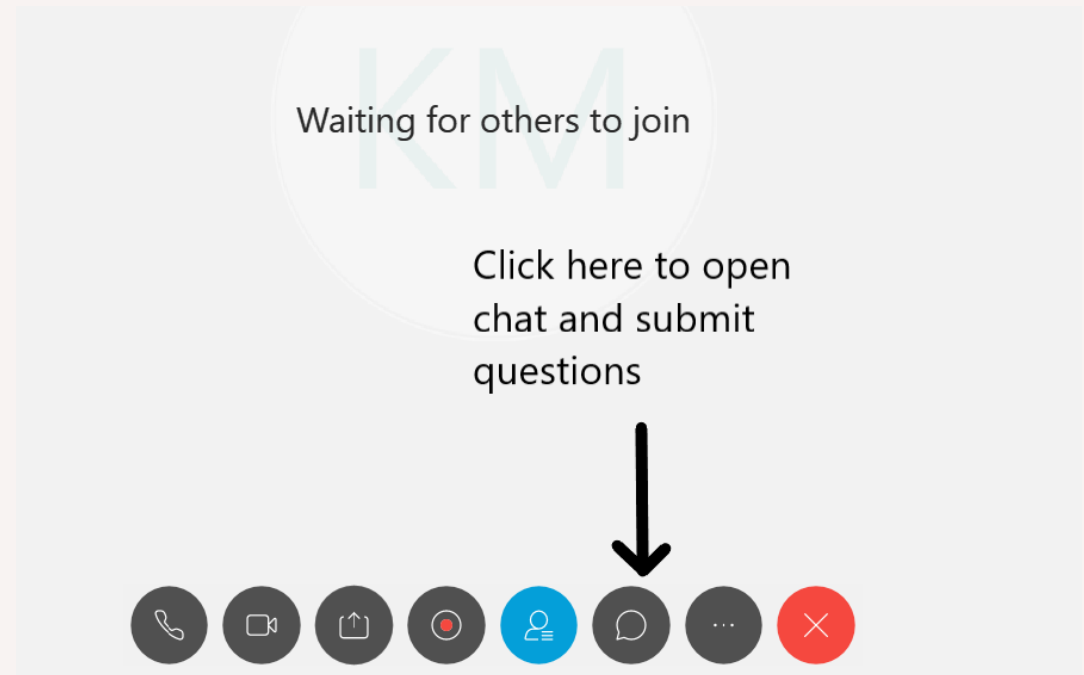 KM
Waiting for others to join
Click here to open
chat and submit
questions